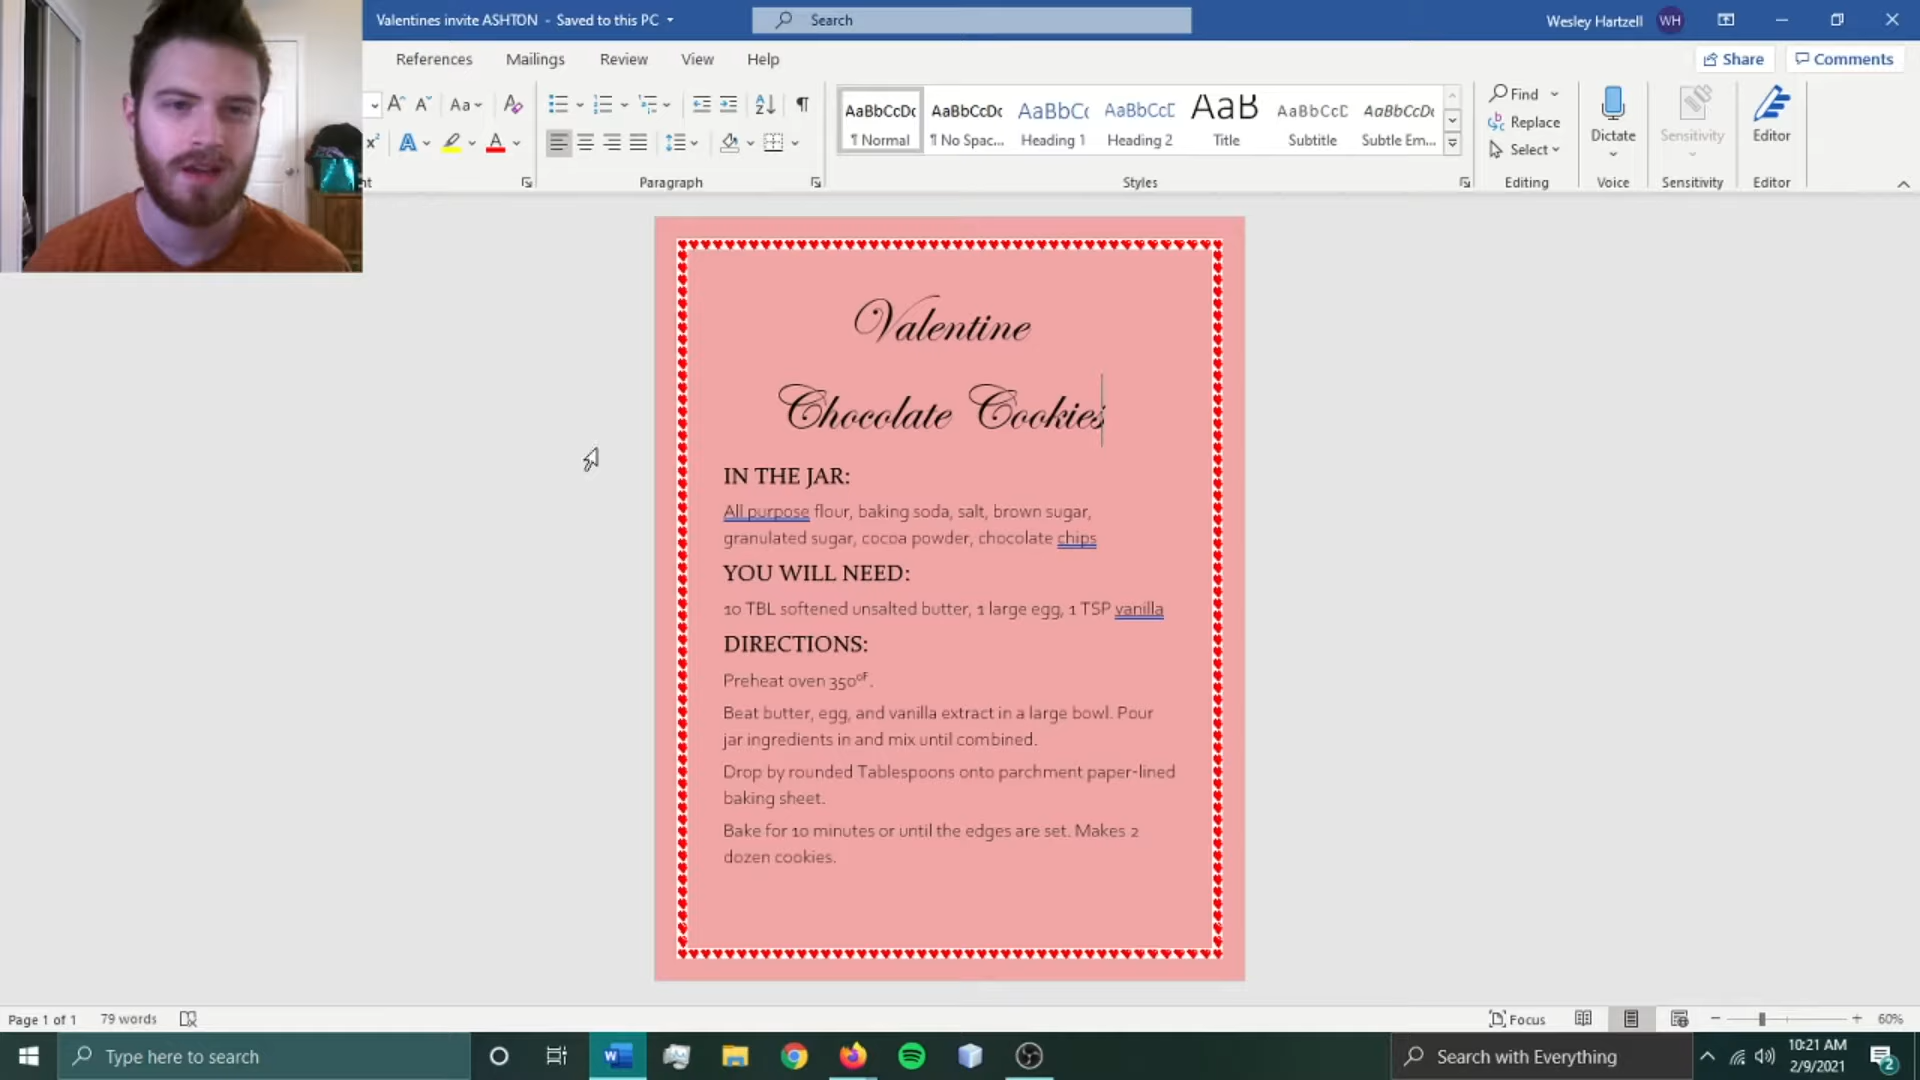 Valentines invite ASHTON - Saved to this PC
Search
Wesley Hartzell
WH
References
Mailings
Review
View
Help
Share
Comments
Aa
A
AaBbCcDc
AaBbCcDc
AaBbCc
AaBbCcD
AaB
AaBbCcD
AaBbCcDc
¶ Normal
¶ No Spac...
Heading 1
Heading 2
Title
Subtitle
Subtle Em...
Find
Replace
Select
Dictate
Sensitivity
Editor
nt
Paragraph
Styles
Editing
Voice
Sensitivity
Editor
Valentine
Chocolate Cookies
IN THE JAR:
All purpose flour, baking soda, salt, brown sugar,
granulated sugar, cocoa powder, chocolate chips
YOU WILL NEED:
10 TBL softened unsalted butter, 1 large egg, 1 TSP vanilla
DIRECTIONS:
Preheat oven 350oF.
Beat butter, egg, and vanilla extract in a large bowl. Pour
jar ingredients in and mix until combined.
Drop by rounded Tablespoons onto parchment paper-lined
baking sheet.
Bake for 10 minutes or until the edges are set. Makes 2
dozen cookies.
Page 1 of 1
79 words
Focus
60%
Type here to search
Search with Everything
10:21 AM
2/9/2021
2